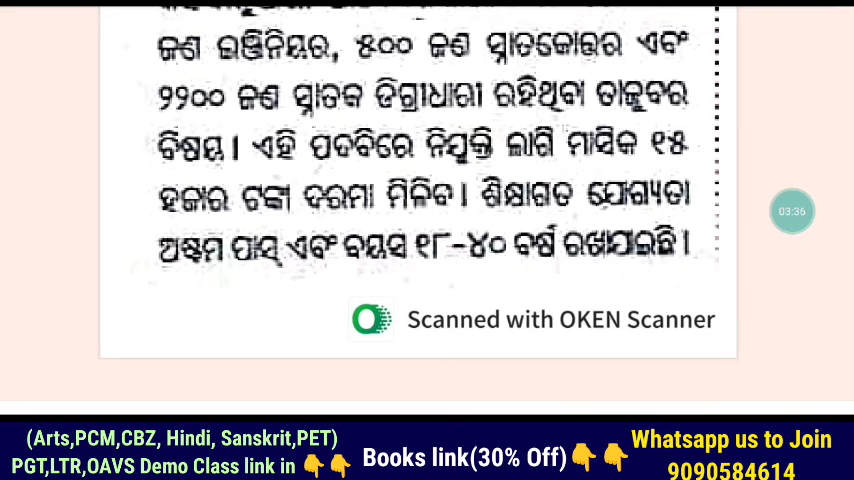 ଜଣ ଇଞ୍ଜିନିୟର, ୫୦୦ ଜଣ ସ୍ନାତକୋତ୍ତର ଏବଂ
୨୨୦୦ ଜଣ ସ୍ନାତକ ଡିଗ୍ରୀଧାରୀ ରହିଥିବା ତାଜୁବର
ବିଷୟ । ଏହି ପଦବିରେ ନିଯୁକ୍ତି ଲାଗି ମାସିକ ୧୫
ହଜାର ଟଙ୍କା ଦରମା ମିଳିବ । ଶିକ୍ଷାଗତ ଯୋଗ୍ୟତା
ଅଷ୍ଟମ ପାସ୍ ଏବଂ ବୟସ ୧୮-୪୦ ବର୍ଷ ରଖାଯାଇଛି ।
03:36
Scanned with OKEN Scanner
(Arts,PCM,CBZ, Hindi, Sanskrit,PET)
PGT,LTR,OAVS Demo Class link in 👇👇
Books link(30% Off)👇👇
Whatsapp us to Join
9090584614